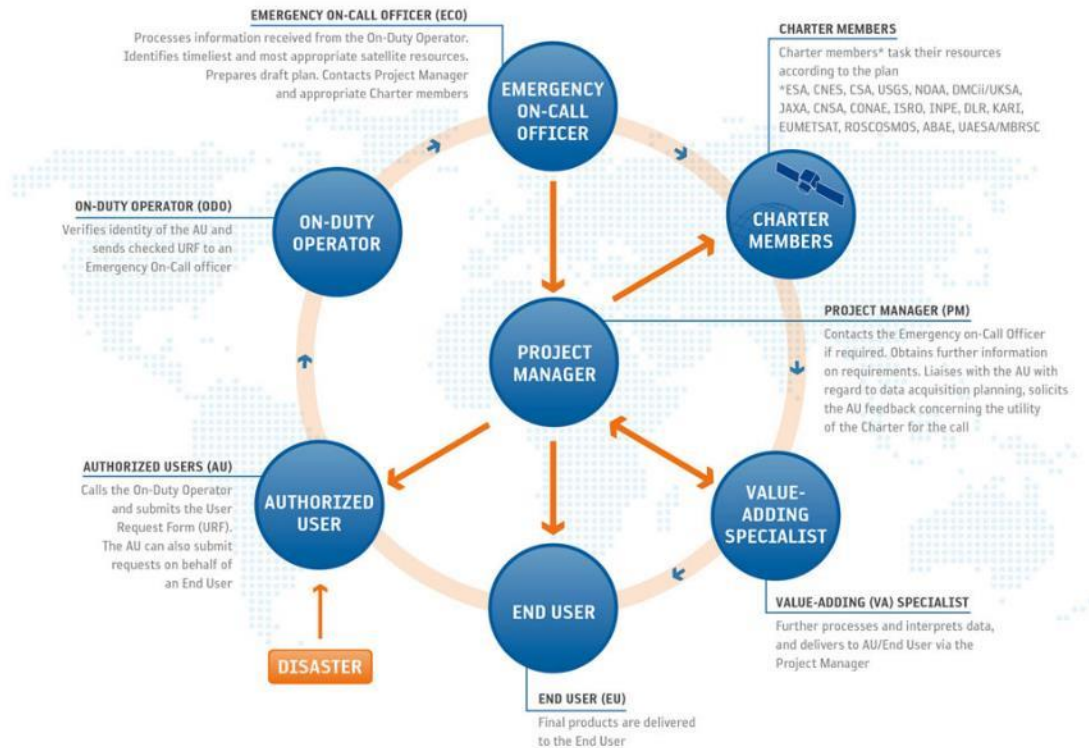 EMERGENCY ON-CALL OFFICER (ECO)
Processes information received from the On-Duty Operator.
Identifies timeliest and most appropriate satellite resources.
Prepares draft plan. Contacts Project Manager
and appropriate Charter members
EMERGENCY
ON-CALL
OFFICER
CHARTER MEMBERS
Charter members* task their resources
according to the plan
*ESA, CNES, CSA, USGS, NOAA, DMCii/UKSA,
JAXA, CNSA, CONAE, ISRO, INPE, DLR, KARI,
EUMETSAT, ROSCOSMOS, ABAE, UAESA/MBRSC
CHARTER
MEMBERS
ON-DUTY OPERATOR (ODO)
Verifies identity of the AU and
sends checked URF to an
Emergency On-Call officer
ON-DUTY
OPERATOR
PROJECT MANAGER (PM)
Contacts the Emergency on-Call Officer
if required. Obtains further information
on requirements. Liaises with the AU with
regard to data acquisition planning, solicits
the AU feedback concerning the utility
of the Charter for the call
PROJECT
MANAGER
AUTHORIZED USERS (AU)
Calls the On-Duty Operator
and submits the User
Request Form (URF).
The AU can also submit
requests on behalf of
an End User
AUTHORIZED
USER
VALUE-
ADDING
SPECIALIST
VALUE-ADDING (VA) SPECIALIST
Further processes and interprets data,
and delivers to AU/End User via the
Project Manager
END USER
DISASTER
END USER (EU)
Final products are delivered
to the End User